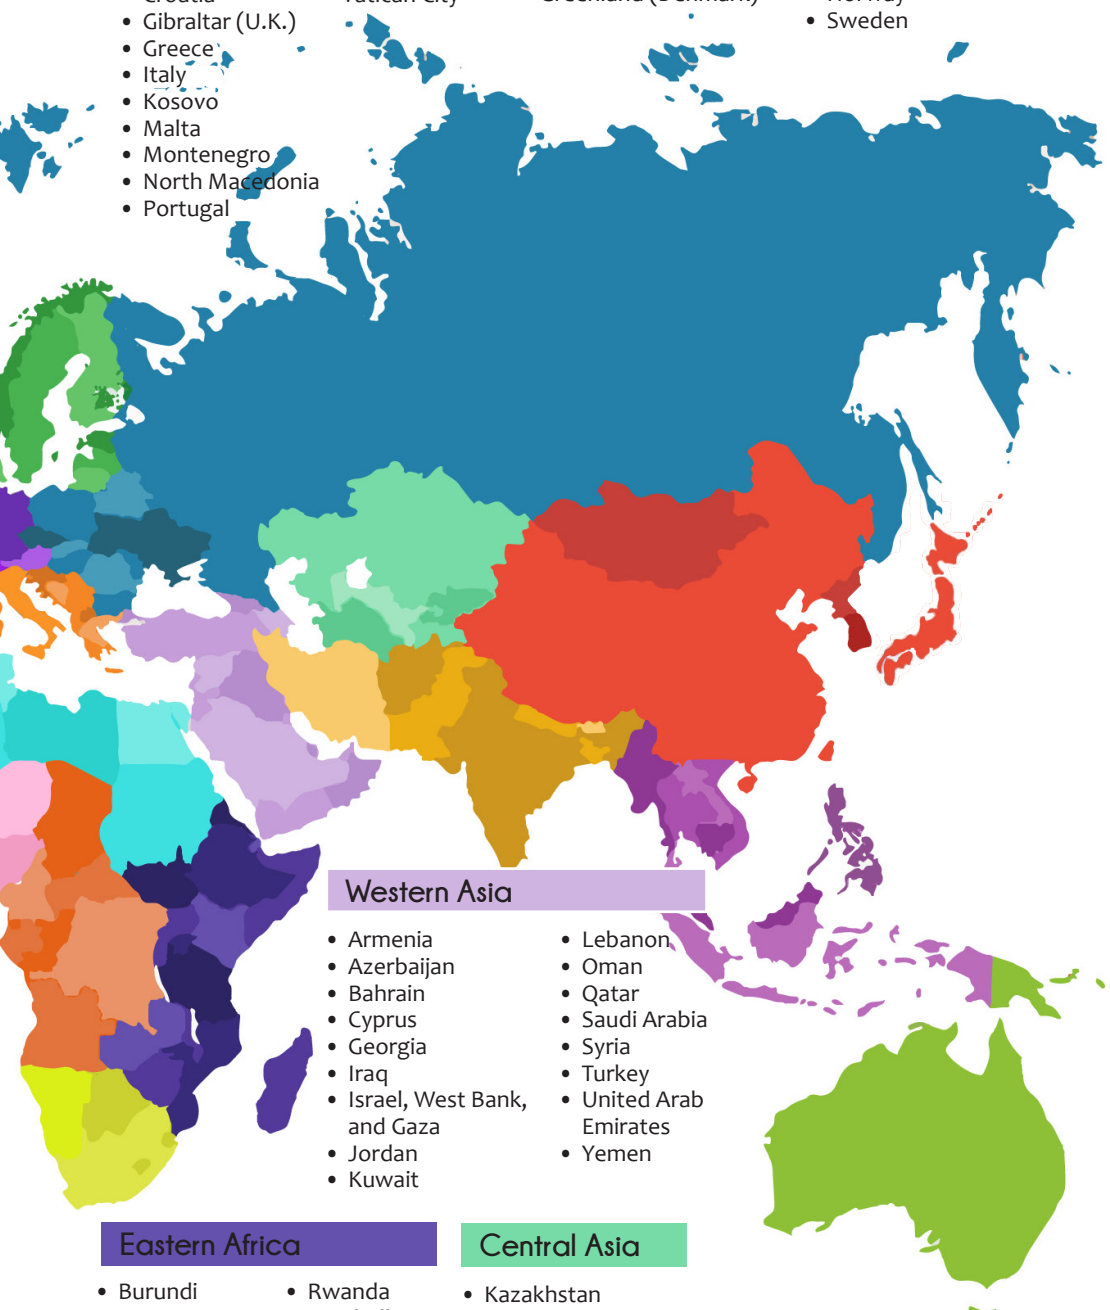 • Gibraltar (U.K.)
• Greece
• Italy
• Kosovo
• Malta
• Montenegro
• North Macedonia
• Portugal
• Sweden
Western Asia
• Armenia
• Azerbaijan
• Bahrain
• Cyprus
• Georgia
• Iraq
• Israel, West Bank,
and Gaza
• Jordan
• Kuwait
• Lebanon
• Oman
• Qatar
• Saudi Arabia
• Syria
• Turkey
• United Arab
Emirates
• Yemen
Eastern Africa
• Burundi
• Rwanda
Central Asia
• Kazakhstan